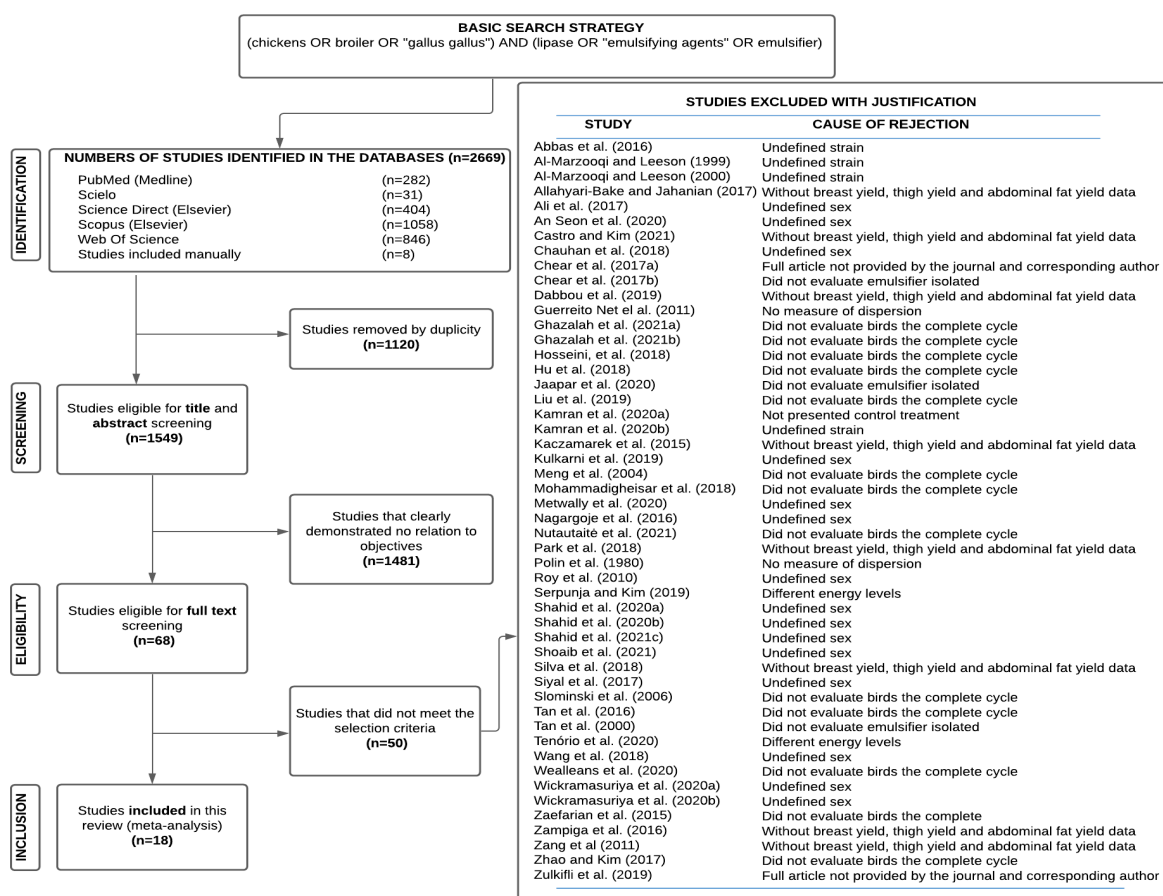 BASIC SEARCH STRATEGY
(chickens OR broiler OR "gallus gallus") AND (lipase OR "emulsifying agents" OR emulsifier)
IDENTIFICATION
NUMBERS OF STUDIES IDENTIFIED IN THE DATABASES (n=2669)
PubMed (Medline) (n=282)
Scielo (n=31)
Science Direct (Elsevier) (n=404)
Scopus (Elsevier) (n=1058)
Web Of Science (n=846)
Studies included manually (n=8)
Studies removed by duplicity
(n=1120)
SCREENING
Studies eligible for title and
abstract screening
(n=1549)
Studies that clearly
demonstrated no relation to
objectives
(n=1481)
ELIGIBILITY
Studies eligible for full text
screening
(n=68)
Studies that did not meet the
selection criteria
(n=50)
INCLUSION
Studies included in this
review (meta-analysis)
(n=18)
STUDIES EXCLUDED WITH JUSTIFICATION
STUDY CAUSE OF REJECTION
Abbas et al. (2016) Undefined strain
Al-Marzooqi and Leeson (1999) Undefined strain
Al-Marzooqi and Leeson (2000) Undefined strain
Allahyari-Bake and Jahanian (2017) Without breast yield, thigh yield and abdominal fat yield data
Ali et al. (2017) Undefined sex
An Seon et al. (2020) Undefined sex
Castro and Kim (2021) Without breast yield, thigh yield and abdominal fat yield data
Chauhan et al. (2018) Undefined sex
Chear et al. (2017a) Full article not provided by the journal and corresponding author
Chear et al. (2017b) Did not evaluate emulsifier isolated
Dabbou et al. (2019) Without breast yield, thigh yield and abdominal fat yield data
Guerreito Net el al. (2011) No measure of dispersion
Ghazalah et al. (2021a) Did not evaluate birds the complete cycle
Ghazalah et al. (2021b) Did not evaluate birds the complete cycle
Hosseini, et al. (2018) Did not evaluate birds the complete cycle
Hu et al. (2018) Did not evaluate birds the complete cycle
Jaapar et al. (2020) Did not evaluate emulsifier isolated
Liu et al. (2019) Did not evaluate birds the complete cycle
Kamran et al. (2020a) Not presented control treatment
Kamran et al. (2020b) Undefined strain
Kaczamarek et al. (2015) Without breast yield, thigh yield and abdominal fat yield data
Kulkarni et al. (2019) Undefined sex
Meng et al. (2004) Did not evaluate birds the complete cycle
Mohammadigheisar et al. (2018) Did not evaluate birds the complete cycle
Metwally et al. (2020) Undefined sex
Nagargoje et al. (2016) Undefined sex
Nutautaitė et al. (2021) Did not evaluate birds the complete cycle
Park et al. (2018) Without breast yield, thigh yield and abdominal fat yield data
Polin et al. (1980) No measure of dispersion
Roy et al. (2010) Undefined sex
Serpunja and Kim (2019) Different energy levels
Shahid et al. (2020a) Undefined sex
Shahid et al. (2020b) Undefined sex
Shahid et al. (2021c) Undefined sex
Shoaib et al. (2021) Undefined sex
Silva et al. (2018) Without breast yield, thigh yield and abdominal fat yield data
Siyal et al. (2017) Undefined sex
Slominski et al. (2006) Did not evaluate birds the complete cycle
Tan et al. (2016) Did not evaluate birds the complete cycle
Tan et al. (2000) Did not evaluate emulsifier isolated
Tenório et al. (2020) Different energy levels
Wang et al. (2018) Undefined sex
Wealleans et al. (2020) Did not evaluate birds the complete cycle
Wickramasuriya et al. (2020a) Undefined sex
Wickramasuriya et al. (2020b) Undefined sex
Zaefarian et al. (2015) Did not evaluate birds the complete
Zampiga et al. (2016) Without breast yield, thigh yield and abdominal fat yield data
Zang et al (2011) Without breast yield, thigh yield and abdominal fat yield data
Zhao and Kim (2017) Did not evaluate birds the complete cycle
Zulkifli et al. (2019) Full article not provided by the journal and corresponding author